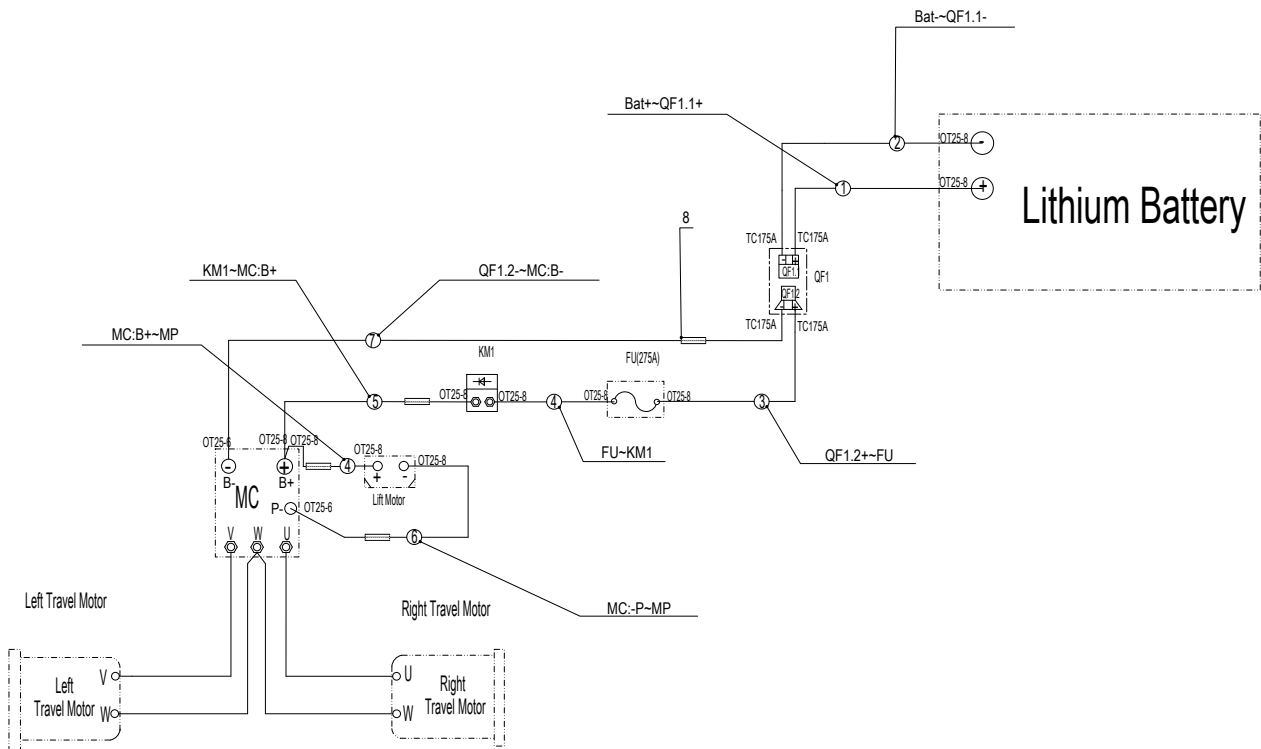 Bat-~QF1.1-
Bat+~QF1.1+
2
OT25-8
-
1
OT25-8
+
Lithium Battery
8
TC175A
TC175A
KM1~MC:B+
QF1.2-~MC:B-
- +
QF1.1
QF1
QF1.2
- +
MC:B+~MP
7
TC175A
TC175A
KM1
FU(275A)
5
OT25-8
OT25-8
4
OT25-8
OT25-8
3
OT25-6
OT25-8
OT25-8
OT25-8
OT25-8
FU~KM1
QF1.2+~FU
-
+
4
B-
B+
+ -
MC
Lift Motor
P-
OT25-6
V W U
6
Left Travel Motor
Right Travel Motor
MC:-P~MP
Left
Travel Motor
V
W
U
W
Right
Travel Motor